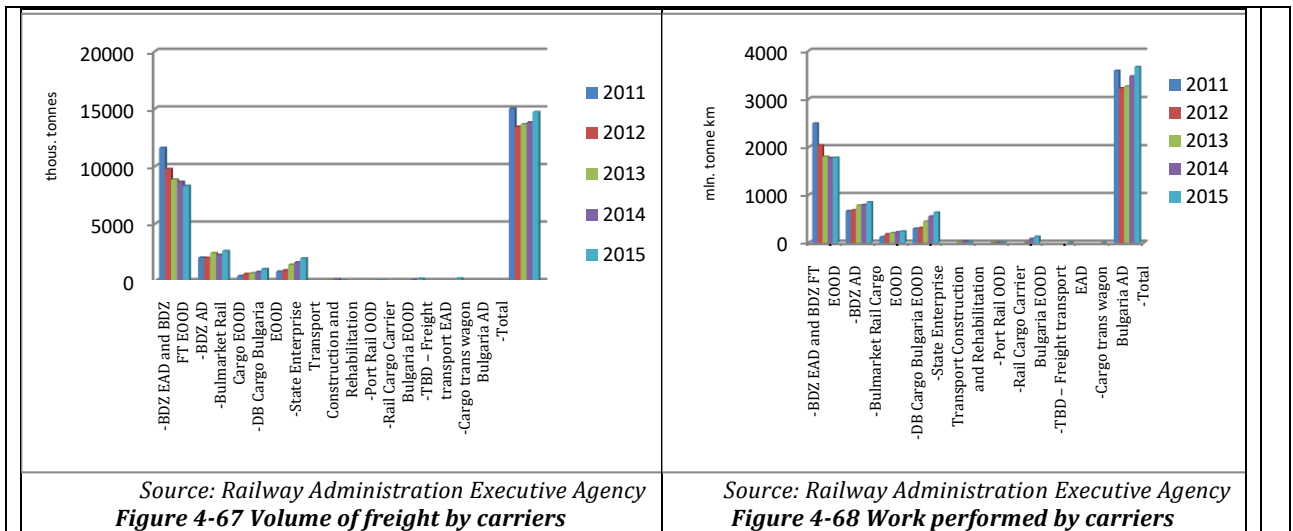 20000
15000
10000
5000
0
thous. tonnes
-BDZ EAD and BDZ
FT EOOD
-BDZ AD
-Bulmarket Rail
Cargo EOOD
-DB Cargo Bulgaria
EOOD
-State Enterprise
Transport
Construction and
Rehabilitation
-Port Rail OOD
-Rail Cargo Carrier
Bulgaria EOOD
-TBD – Freight
transport EAD
-Cargo trans wagon
Bulgaria AD
-Total
2011
2012
2013
2014
2015
Source: Railway Administration Executive Agency
Figure 4-67 Volume of freight by carriers
4000
3000
2000
1000
0
mln. tonne km
-BDZ EAD and BDZ FT
EOOD
-BDZ AD
-Bulmarket Rail Cargo
EOOD
-DB Cargo Bulgaria EOOD
-State Enterprise
Transport Construction
and Rehabilitation
-Port Rail OOD
-Rail Cargo Carrier
Bulgaria EOOD
-TBD – Freight transport
EAD
-Cargo trans wagon
Bulgaria AD
-Total
2011
2012
2013
2014
2015
Source: Railway Administration Executive Agency
Figure 4-68 Work performed by carriers